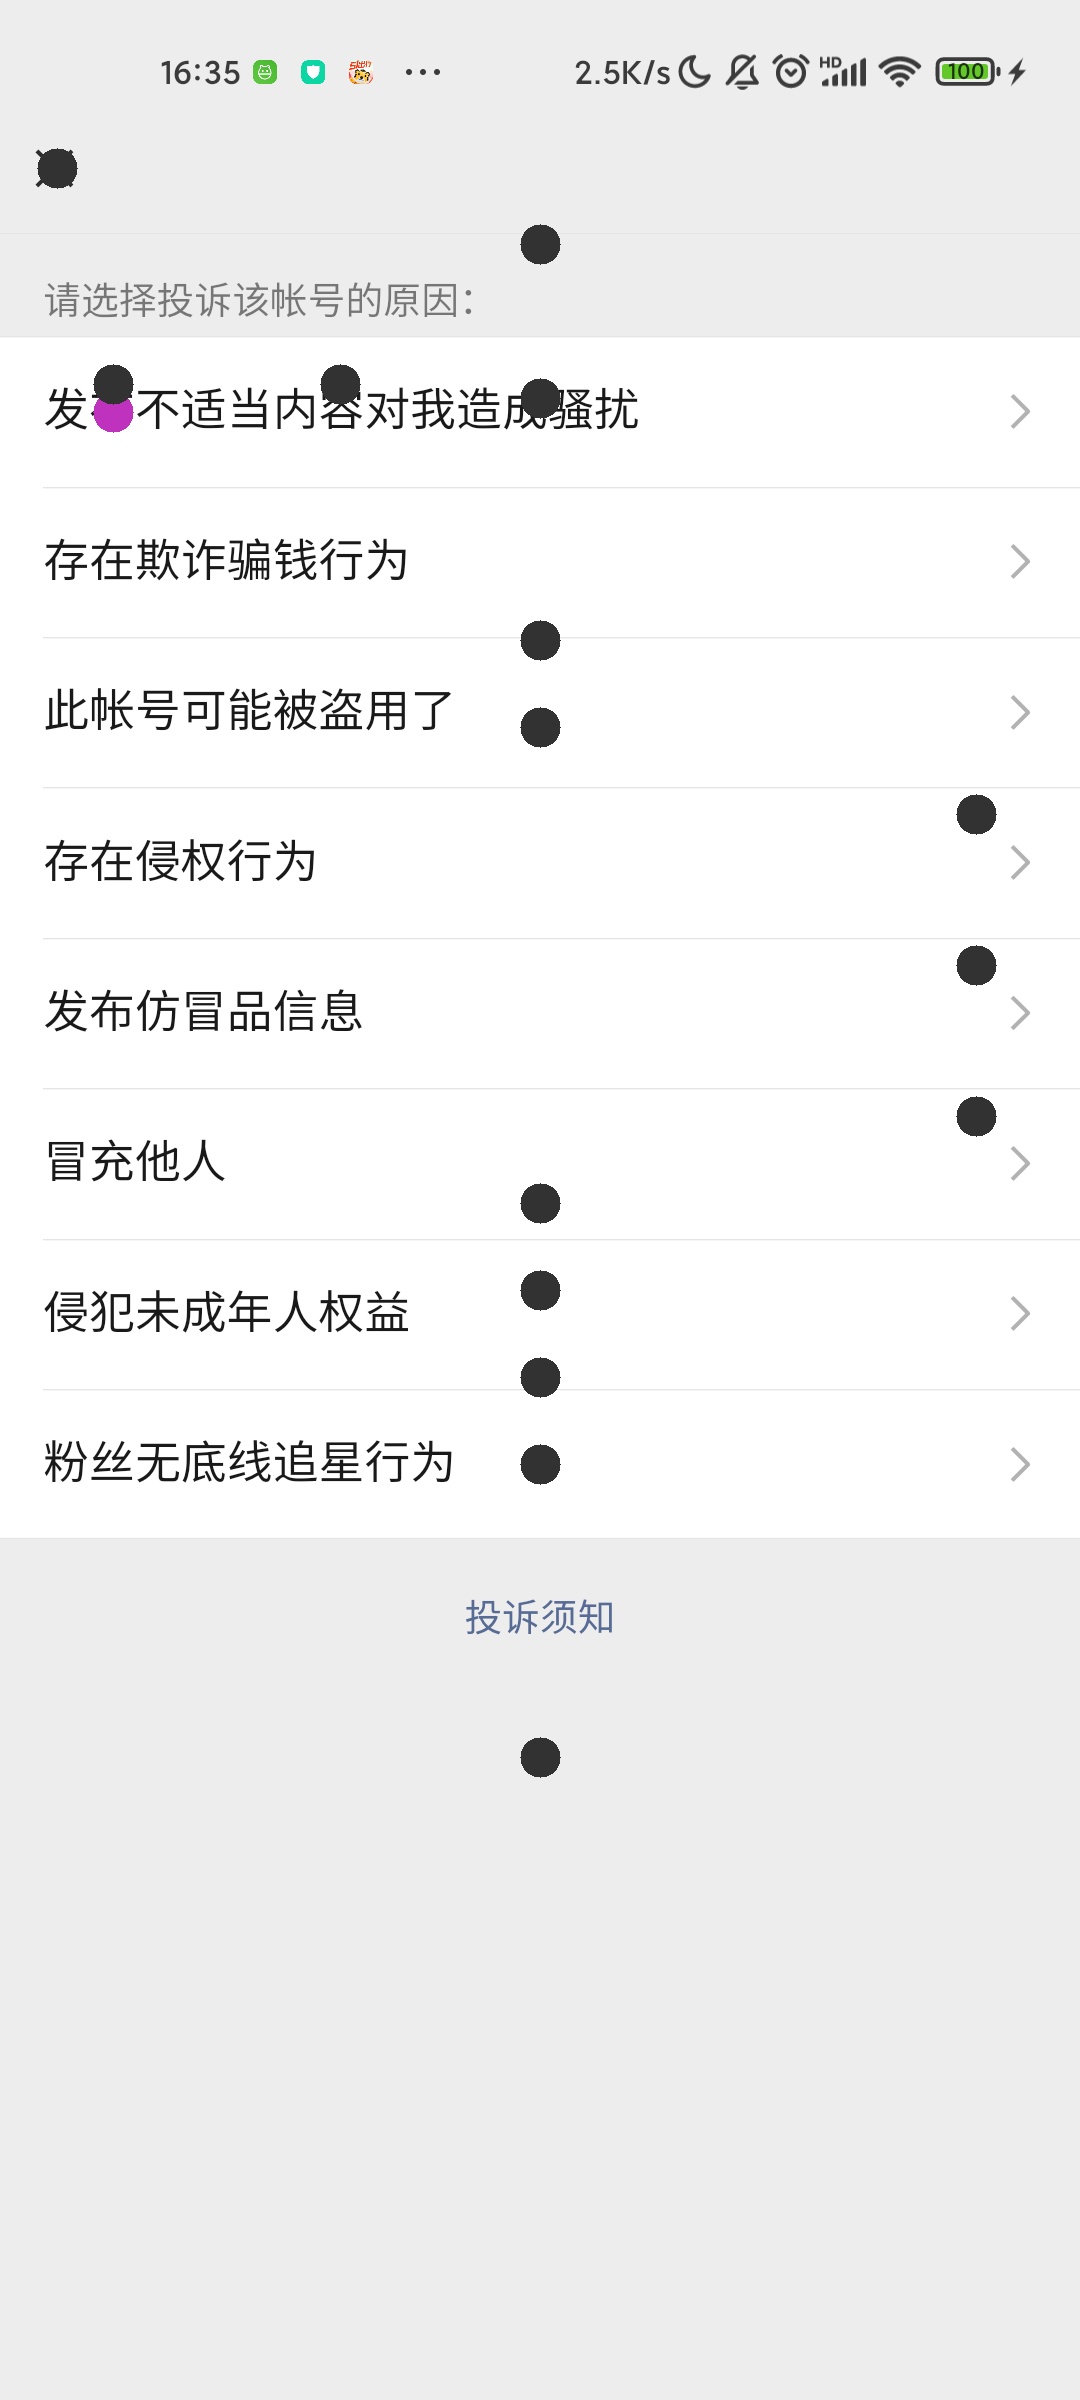 16:35 2.5K/s HD 100
请选择投诉该帐号的原因：
发不适当内容对我造成骚扰
存在欺诈骗钱行为
此帐号可能被盗用了
存在侵权行为
发布仿冒品信息
冒充他人
侵犯未成年人权益
粉丝无底线追星行为
投诉须知